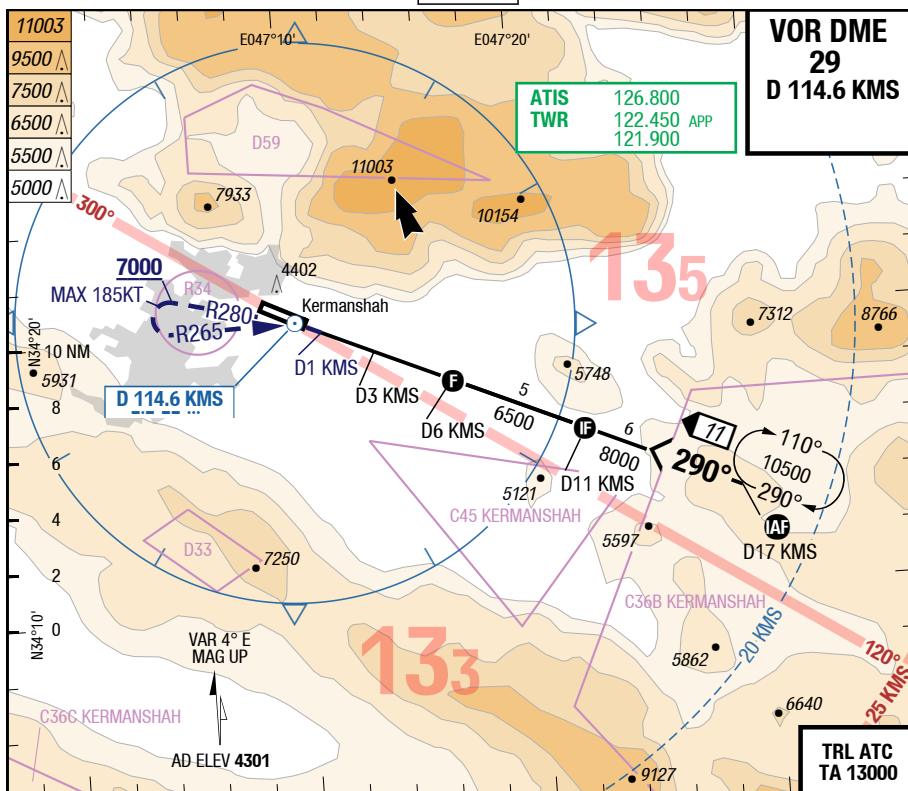 11003
9500
7500
6500
5500
5000
E047°10'
E047°20'
VOR DME
29
D 114.6 KMS
ATIS 126.800
TWR 122.450 APP
121.900
D59
11003
7933
10154
300°
13 5
7000
MAX 185KT
R34
4402
Kermanshah
R280
R265
7312
8766
N34°20'
10 NM
5931
D1 KMS
D3 KMS
D 114.6 KMS
5748
F
5
6500
D6 KMS
IF
6
8000
11
290°
110°
10500
290°
8
6
4
2
0
5121
D11 KMS
IAF
D17 KMS
C45 KERMANSHAH
5597
D33
7250
C36B KERMANSHAH
N34°10'
VAR 4° E
MAG UP
13 3
5862
20 KMS
120°
25 KMS
C36C KERMANSHAH
6640
AD ELEV 4301
9127
TRL ATC
TA 13000